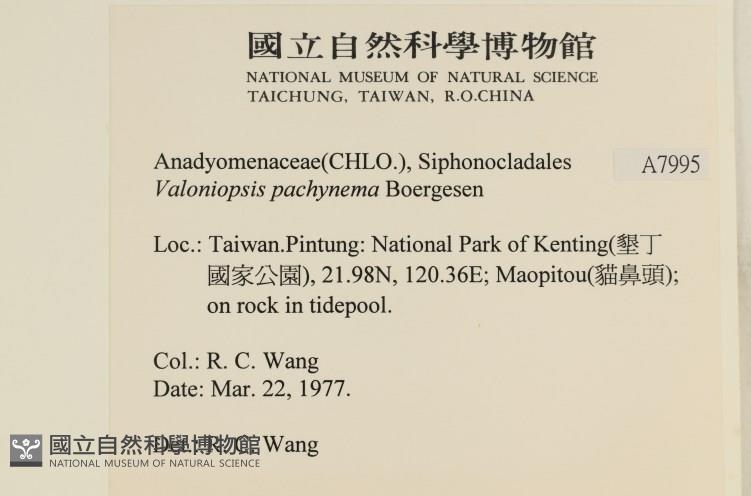 國立自然科學博物館
NATIONAL MUSEUM OF NATURAL SCIENCE
TAICHUNG, TAIWAN, R.O.CHINA
Anadyomenaceae(CHLO.), Siphonocladales
A7995
Valoniopsis pachynema Boergesen
Loc.: Taiwan.Pintung: National Park of Kenting(墾丁
國家公園), 21.98N, 120.36E; Maopitou(貓鼻頭);
on rock in tidepool.
Col.: R. C. Wang
Date: Mar. 22, 1977.
Det.: R. C. Wang
國立自然科學博物館
NATIONAL MUSEUM OF NATURAL SCIENCE